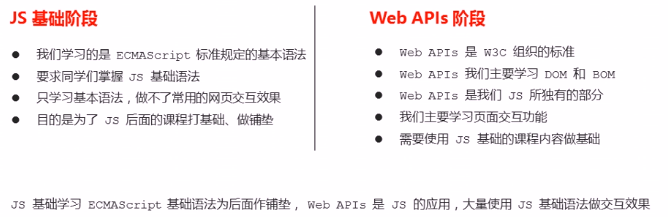 JS 基础阶段
● 我们学习的是 ECMAScript 标准规定的基本语法
● 要求同学们掌握 JS 基础语法
● 只学习基本语法，做不了常用的网页交互效果
● 目的是为了 JS 后面的课程打基础、做铺垫
Web APIs 阶段
● Web APIs 是 W3C 组织的标准
● Web APIs 我们主要学习 DOM 和 BOM
● Web APIs 是我们 JS 所独有的部分
● 我们主要学习页面交互功能
● 需要使用 JS 基础的课程内容做基础
JS 基础学习 ECMAScript 基础语法为后面作铺垫， Web APIs 是 JS 的应用，大量使用 JS 基础语法做交互效果